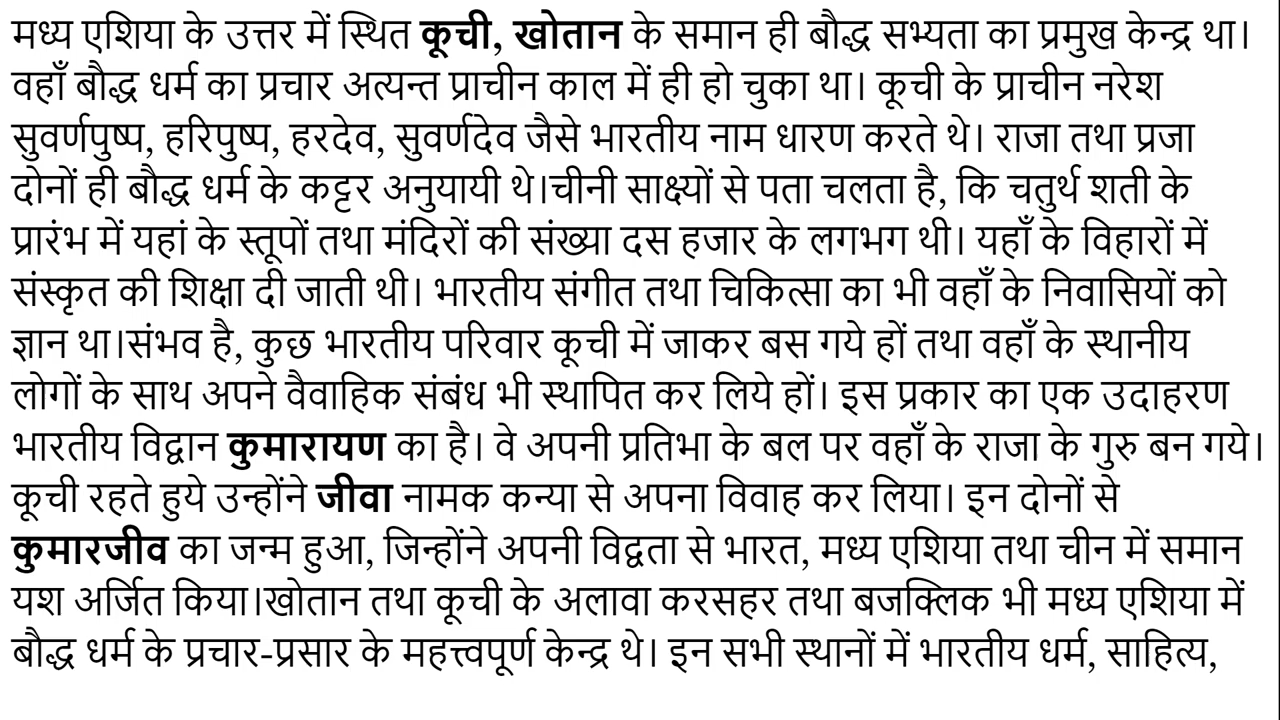 मध्य एशिया के उत्तर में स्थित कूची, खोतान के समान ही बौद्ध सभ्यता का प्रमुख केन्द्र था।
वहाँ बौद्ध धर्म का प्रचार अत्यन्त प्राचीन काल में ही हो चुका था। कूची के प्राचीन नरेश
सुवर्णपुष्प, हरिपुष्प, हरदेव, सुवर्णदेव जैसे भारतीय नाम धारण करते थे। राजा तथा प्रजा
दोनों ही बौद्ध धर्म के कट्टर अनुयायी थे।चीनी साक्ष्यों से पता चलता है, कि चतुर्थ शती के
प्रारंभ में यहां के स्तूपों तथा मंदिरों की संख्या दस हजार के लगभग थी। यहाँ के विहारों में
संस्कृत की शिक्षा दी जाती थी। भारतीय संगीत तथा चिकित्सा का भी वहाँ के निवासियों को
ज्ञान था।संभव है, कुछ भारतीय परिवार कूची में जाकर बस गये हों तथा वहाँ के स्थानीय
लोगों के साथ अपने वैवाहिक संबंध भी स्थापित कर लिये हों। इस प्रकार का एक उदाहरण
भारतीय विद्वान कुमारायण का है। वे अपनी प्रतिभा के बल पर वहाँ के राजा के गुरु बन गये।
कूची रहते हुये उन्होंने जीवा नामक कन्या से अपना विवाह कर लिया। इन दोनों से
कुमारजीव का जन्म हुआ, जिन्होंने अपनी विद्वता से भारत, मध्य एशिया तथा चीन में समान
यश अर्जित किया।खोतान तथा कूची के अलावा करसहर तथा बजक्लिक भी मध्य एशिया में
बौद्ध धर्म के प्रचार-प्रसार के महत्त्वपूर्ण केन्द्र थे। इन सभी स्थानों में भारतीय धर्म, साहित्य,